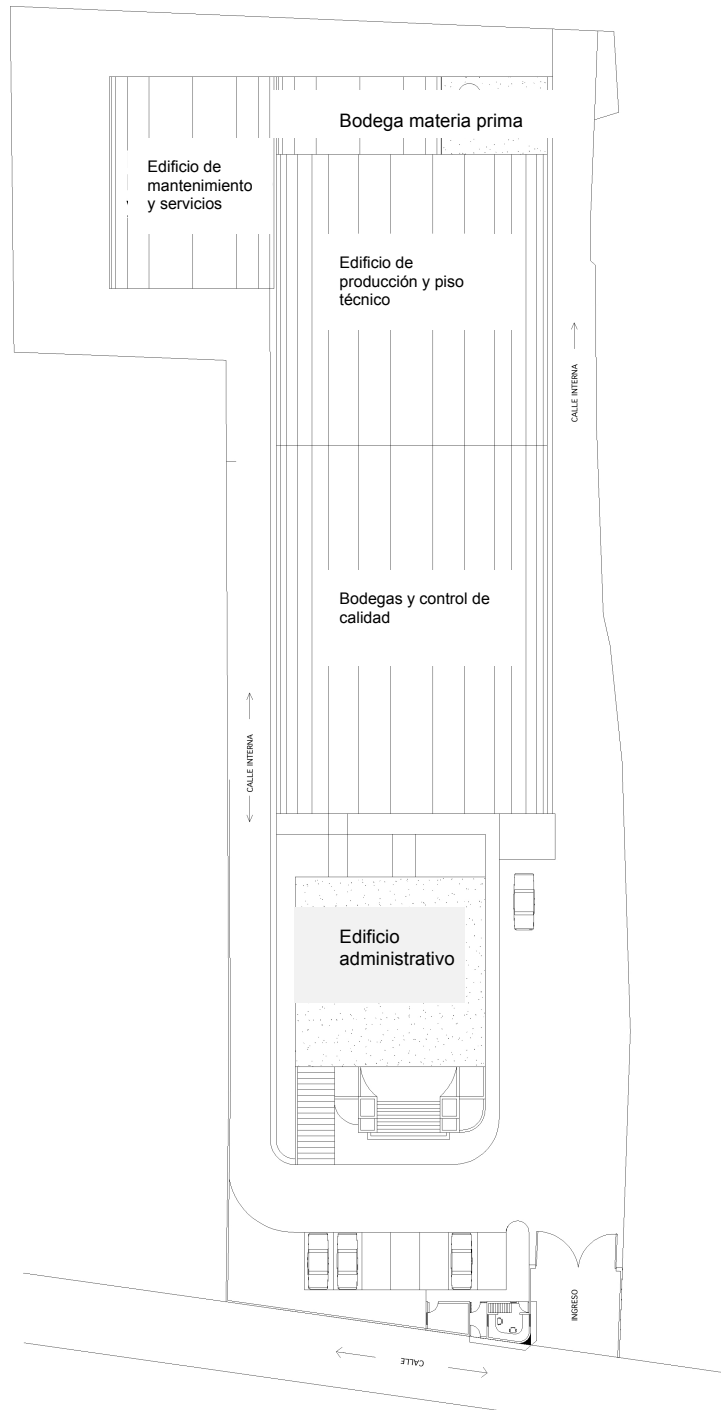 Bodega materia prima
Edificio de
mantenimiento
y servicios
Edificio de
producción y piso
técnico
CALLE INTERNA
Bodegas y control de
calidad
CALLE INTERNA
Edificio
administrativo
INGRESO
CALLE